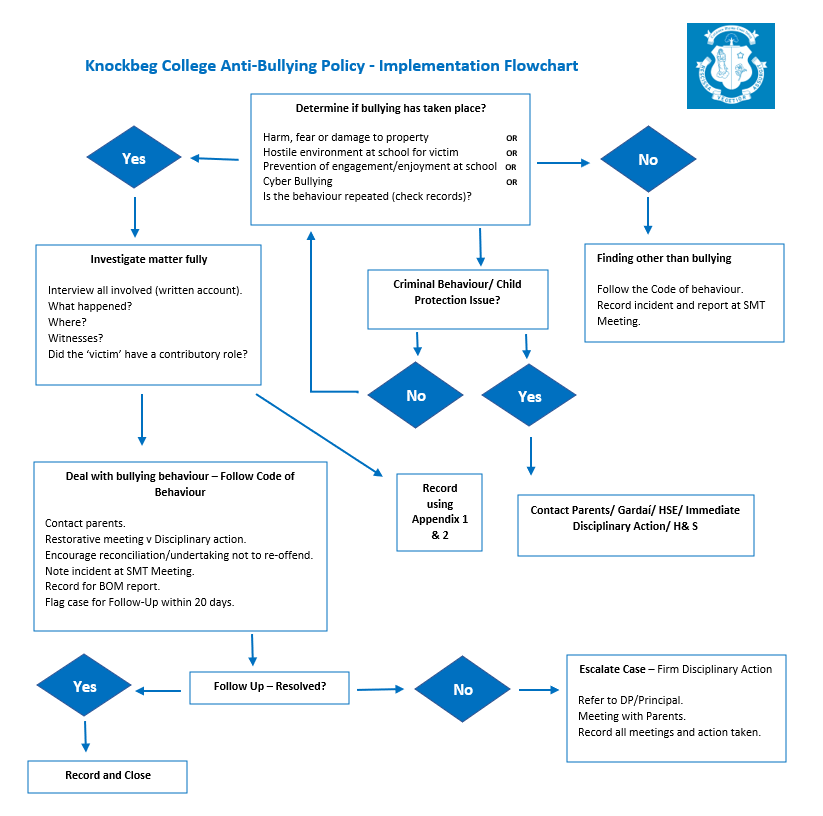 Knockbeg College Anti-Bullying Policy - Implementation Flowchart
Determine if bullying has taken place?
Harm, fear or damage to property OR
Hostile environment at school for victim OR
Prevention of engagement/enjoyment at school OR
Cyber Bullying OR
Is the behaviour repeated (check records)?
Yes
No
Investigate matter fully
Interview all involved (written account).
What happened?
Where?
Witnesses?
Did the ‘victim’ have a contributory role?
Criminal Behaviour/ Child
Protection Issue?
Finding other than bullying
Follow the Code of behaviour.
Record incident and report at SMT
Meeting.
No
Yes
Deal with bullying behaviour – Follow Code of
Behaviour
Contact parents.
Restorative meeting v Disciplinary action.
Encourage reconciliation/undertaking not to re-offend.
Note incident at SMT Meeting.
Record for BOM report.
Flag case for Follow-Up within 20 days.
Record
using
Appendix 1
& 2
Contact Parents/ Gardaí/ HSE/ Immediate
Disciplinary Action/ H& S
Yes
Follow Up – Resolved?
No
Escalate Case – Firm Disciplinary Action
Refer to DP/Principal.
Meeting with Parents.
Record all meetings and action taken.
Record and Close